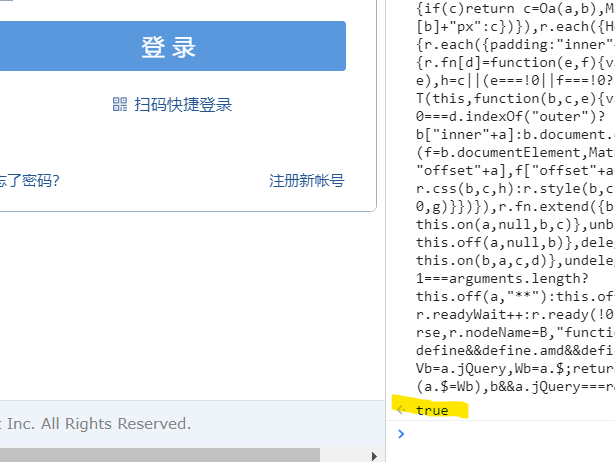 登 录
扫码快捷登录
忘了密码?
注册新帐号
t Inc. All Rights Reserved.
{if(c)return c=Oa(a,b),M
[b]+"px":c})}),r.each({H
{r.each({padding:"inner"
{r.fn[d]=function(e,f){v
e),h=c||(e===!0||f===!0?
T(this,function(b,c,e){v
0===d.indexOf("outer")?
b["inner"+a]:b.document.
(f=b.documentElement,Mat
"offset"+a],f["offset"+a
r.css(b,c,h):r.style(b,c
0,g)}})}),r.fn.extend({b
this.on(a,null,b,c)},unb
this.off(a,null,b)},dele
this.on(b,a,c,d)},undele
1===arguments.length?
this.off(a,"**"):this.of
r.readyWait++:r.ready(!0
rse,r.nodeName=B,"functi
define&&define.amd&&defi
Vb=a.jQuery,Wb=a.$;retur
(a.$=Wb),b&&a.jQuery===r
true